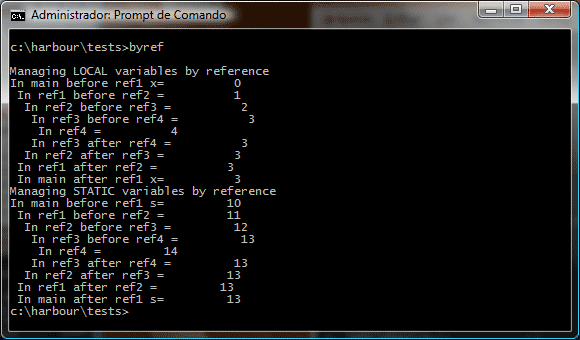 Administrador: Prompt de Comando
c:\harbour\tests>byref
Managing LOCAL variables by reference
In main before ref1 x=          0
 In ref1 before ref2 =          1
  In ref2 before ref3 =          2
   In ref3 before ref4 =          3
    In ref4 =          4
   In ref3 after ref4 =          3
  In ref2 after ref3 =          3
 In ref1 after ref2 =          3
In main after ref1 x=          3
Managing STATIC variables by reference
In main before ref1 s=         10
 In ref1 before ref2 =         11
  In ref2 before ref3 =         12
   In ref3 before ref4 =         13
    In ref4 =         14
   In ref3 after ref4 =         13
  In ref2 after ref3 =         13
 In ref1 after ref2 =         13
In main after ref1 s=         13
c:\harbour\tests>